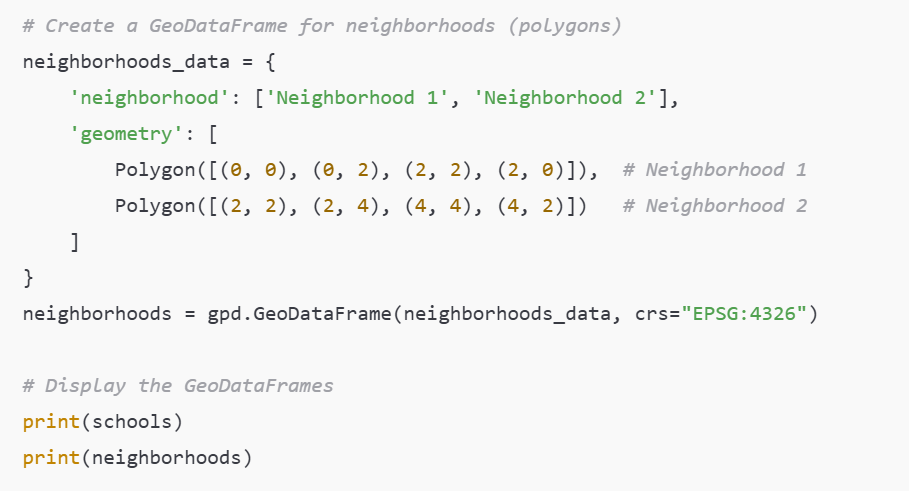 # Create a GeoDataFrame for neighborhoods (polygons)
neighborhoods_data = {
    'neighborhood': ['Neighborhood 1', 'Neighborhood 2'],
    'geometry': [
        Polygon([(0, 0), (0, 2), (2, 2), (2, 0)]),  # Neighborhood 1
        Polygon([(2, 2), (2, 4), (4, 4), (4, 2)])   # Neighborhood 2
    ]
}
neighborhoods = gpd.GeoDataFrame(neighborhoods_data, crs="EPSG:4326")

# Display the GeoDataFrames
print(schools)
print(neighborhoods)